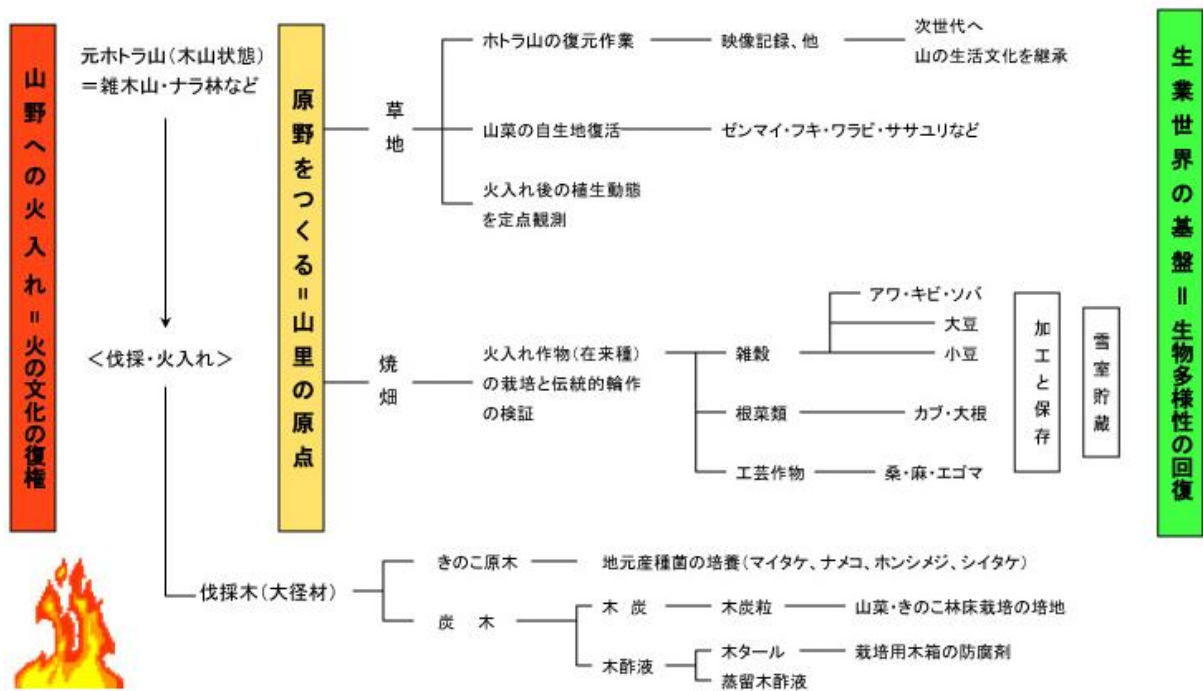 山野への火入れ=火の文化の復権
元ホトラ山(木山状態)
=雑木山・ナラ林など
<伐採・火入れ>
原野をつくる=山里の原点
草地
ホトラ山の復元作業
映像記録、他
次世代へ
山の生活文化を継承
山菜の自生地復活
ゼンマイ・フキ・ワラビ・ササユリなど
火入れ後の植生動態
を定点観測
焼畑
火入れ作物(在来種)
の栽培と伝統的輪作
の検証
雑穀
アワ・キビ・ソバ
大豆
小豆
根菜類
カブ・大根
工芸作物
桑・麻・エゴマ
加工と保存
雪室貯蔵
生業世界の基盤=生物多様性の回復
伐採木(大径材)
きのこ原木
地元産種菌の培養(マイタケ、ナメコ、ホンシメジ、シイタケ)
炭 木
木 炭
木炭粒
山菜・きのこ林床栽培の培地
木酢液
木タール
栽培用木箱の防腐剤
蒸留木酢液